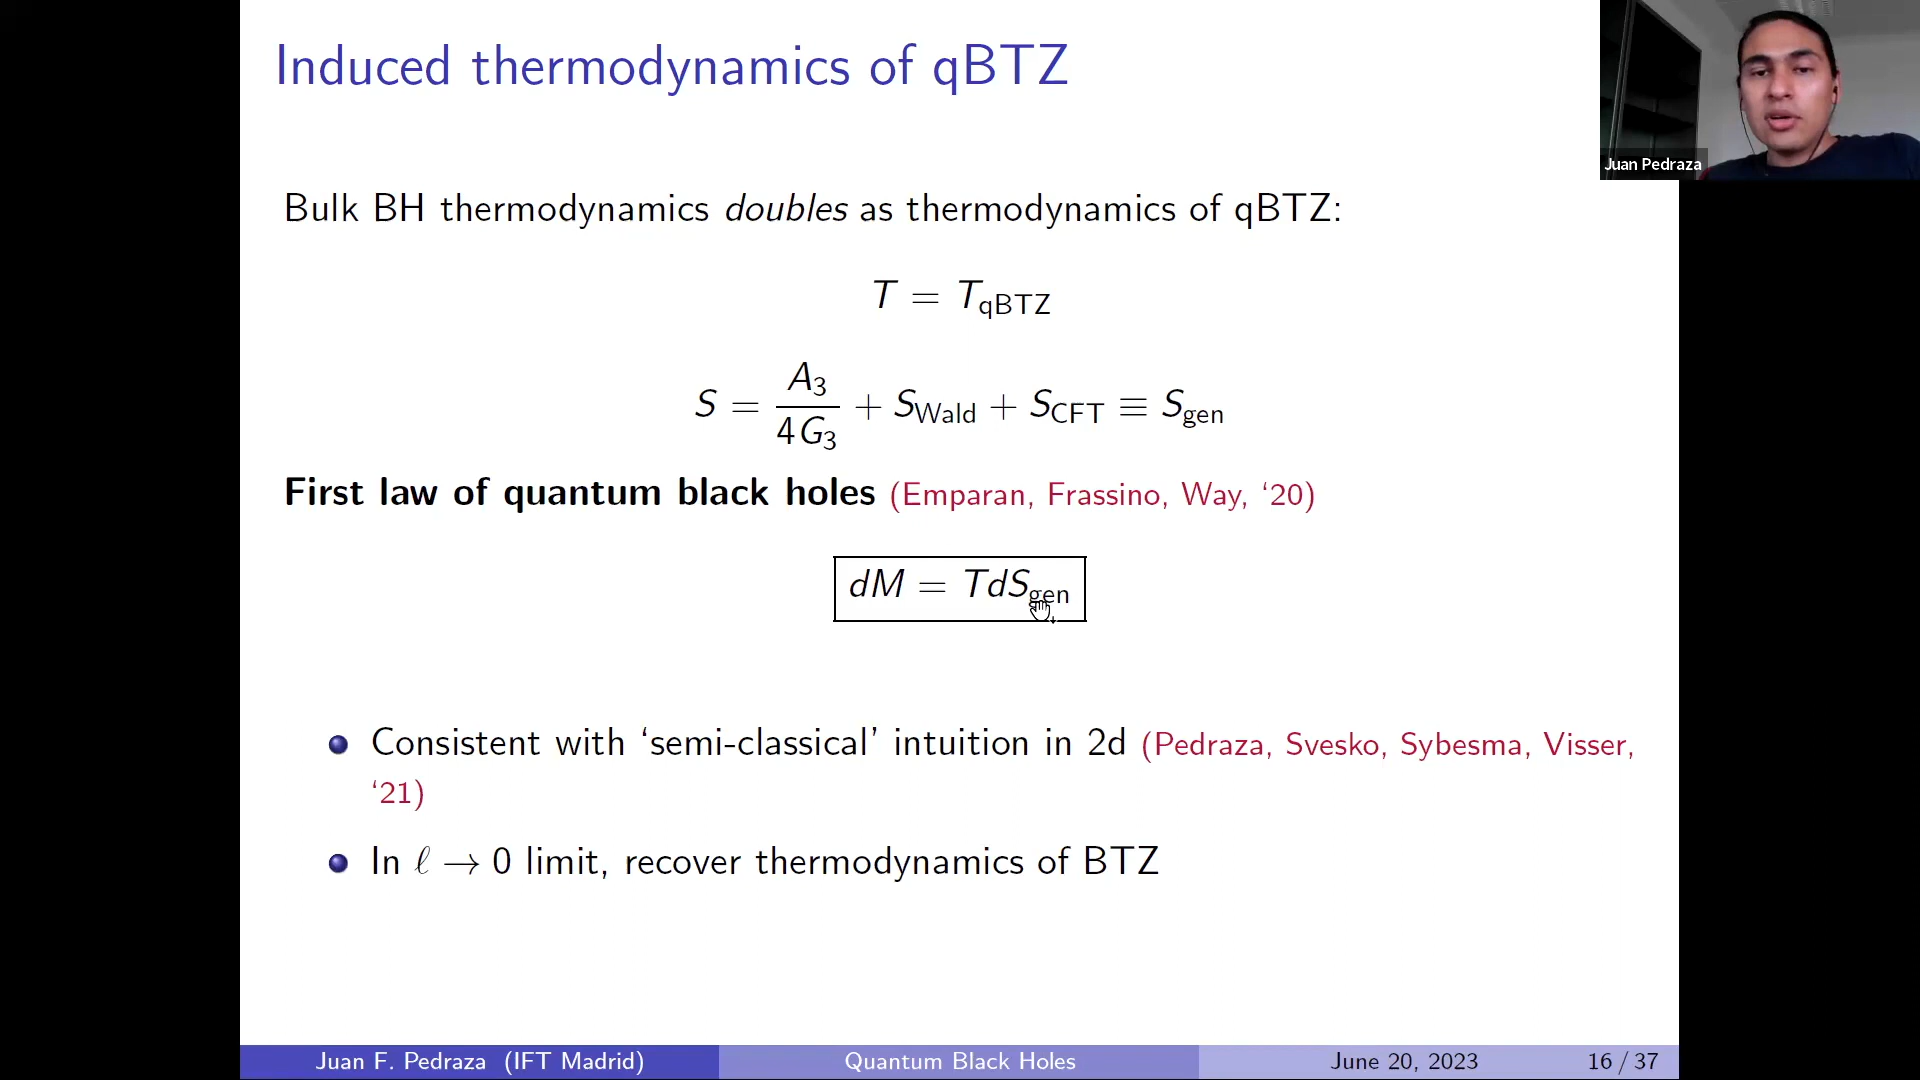 Induced thermodynamics of qBTZ
Juan Pedraza
Bulk BH thermodynamics doubles as thermodynamics of qBTZ:
T = T_qBTZ
S = A_3/4G_3 + S_Wald + S_CFT ≡ S_gen
First law of quantum black holes (Emparan, Frassino, Way, ‘20)
dM = TdS_gen
Consistent with ‘semi-classical’ intuition in 2d (Pedraza, Svesko, Sybesma, Visser,
‘21)
In ℓ → 0 limit, recover thermodynamics of BTZ
Juan F. Pedraza (IFT Madrid) Quantum Black Holes June 20, 2023 16 / 37